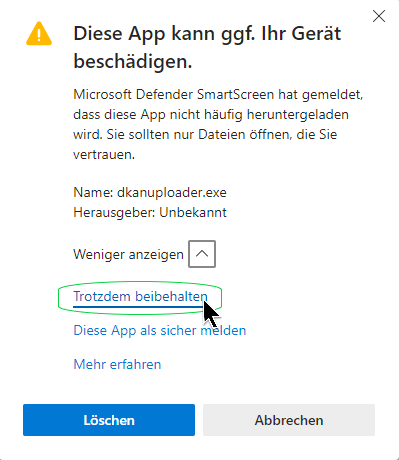 Diese App kann ggf. Ihr Gerät
beschädigen.
Microsoft Defender SmartScreen hat gemeldet,
dass diese App nicht häufig heruntergeladen
wird. Sie sollten nur Dateien öffnen, die Sie
vertrauen.
Name: dkanuploader.exe
Herausgeber: Unbekannt
Weniger anzeigen
Trotzdem beibehalten
Diese App als sicher melden
Mehr erfahren
Löschen
Abbrechen